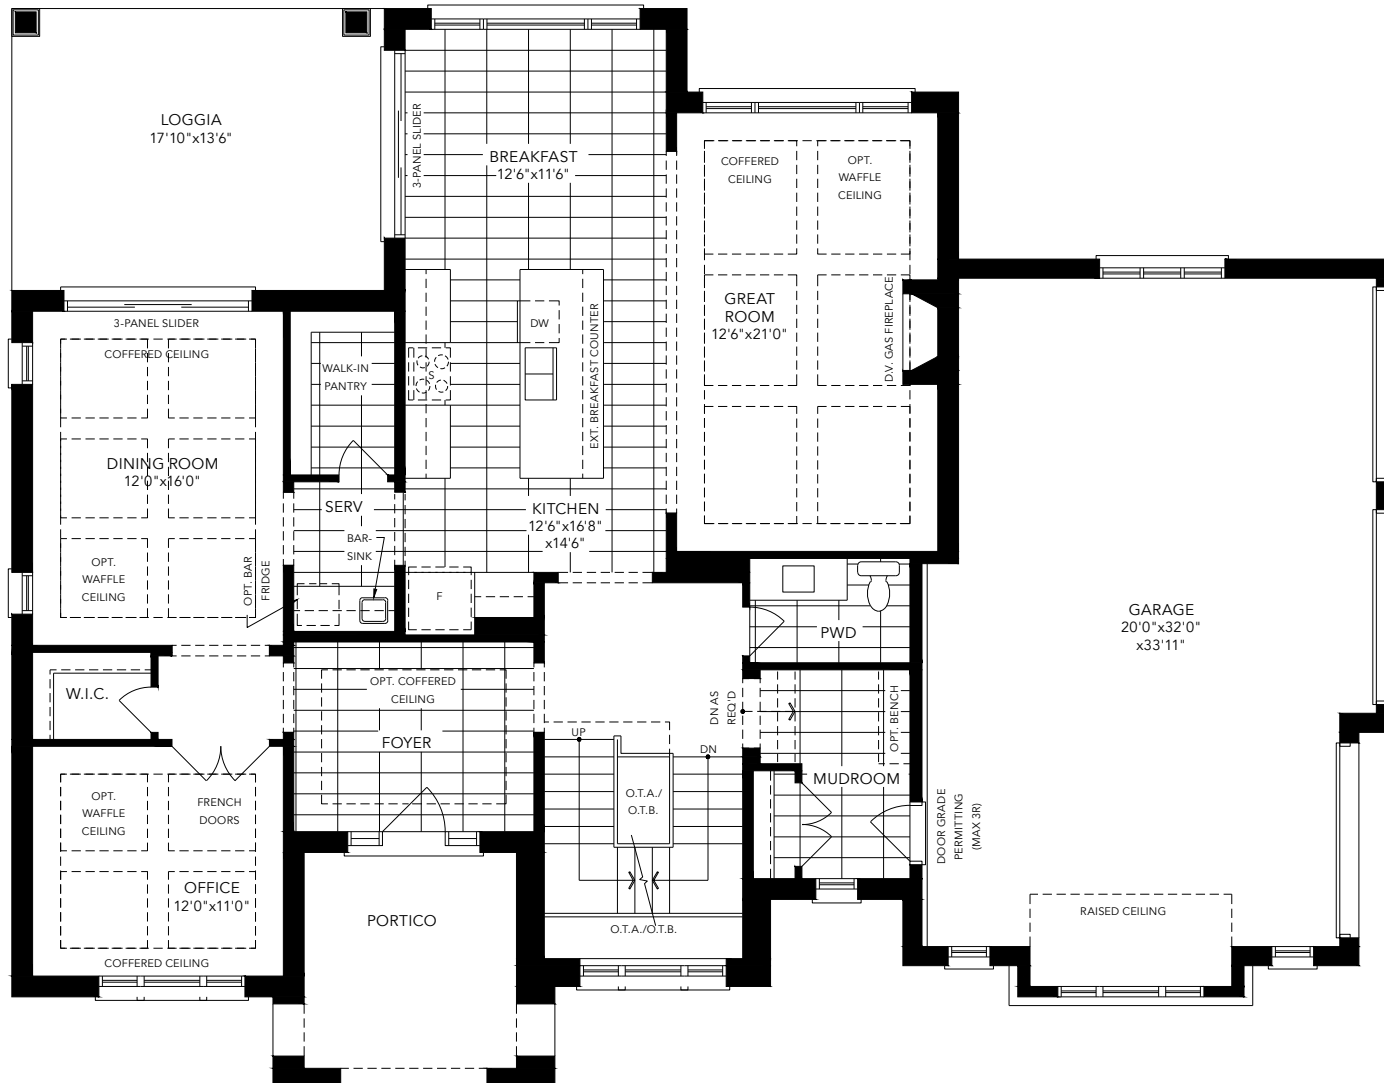 LOGGIA
17'10"x13'6"
3-PANEL SLIDER
BREAKFAST
12'6"x11'6"
COFFERED
CEILING
OPT.
WAFFLE
CEILING
GREAT
ROOM
12'6"x21'0"
D.V. GAS FIREPLACE
3-PANEL SLIDER
COFFERED CEILING
WALK-IN
PANTRY
S
DW
EXT. BREAKFAST COUNTER
DINING ROOM
12'0"x16'0"
OPT.
WAFFLE
CEILING
OPT. BAR
FRIDGE
SERV
BAR-
SINK
KITCHEN
12'6"x16'8"
x14'6"
F
PWD
GARAGE
20'0"x32'0"
x33'11"
W.I.C.
OPT. COFFERED
CEILING
FOYER
DN AS
REQ'D
OPT. BENCH
UP
DN
MUDROOM
O.T.A./
O.T.B.
DOOR GRADE
PERMITTING
(MAX 3R)
OPT.
WAFFLE
CEILING
FRENCH
DOORS
OFFICE
12'0"x11'0"
COFFERED CEILING
PORTICO
O.T.A./O.T.B.
RAISED CEILING